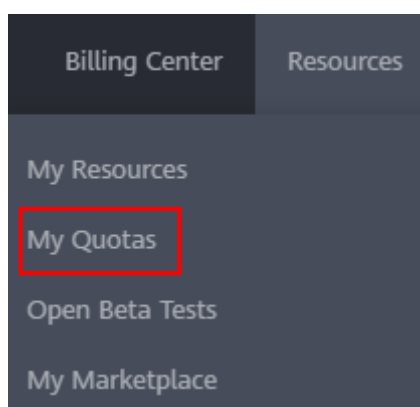 Billing Center Resources
My Resources
My Quotas
Open Beta Tests
My Marketplace